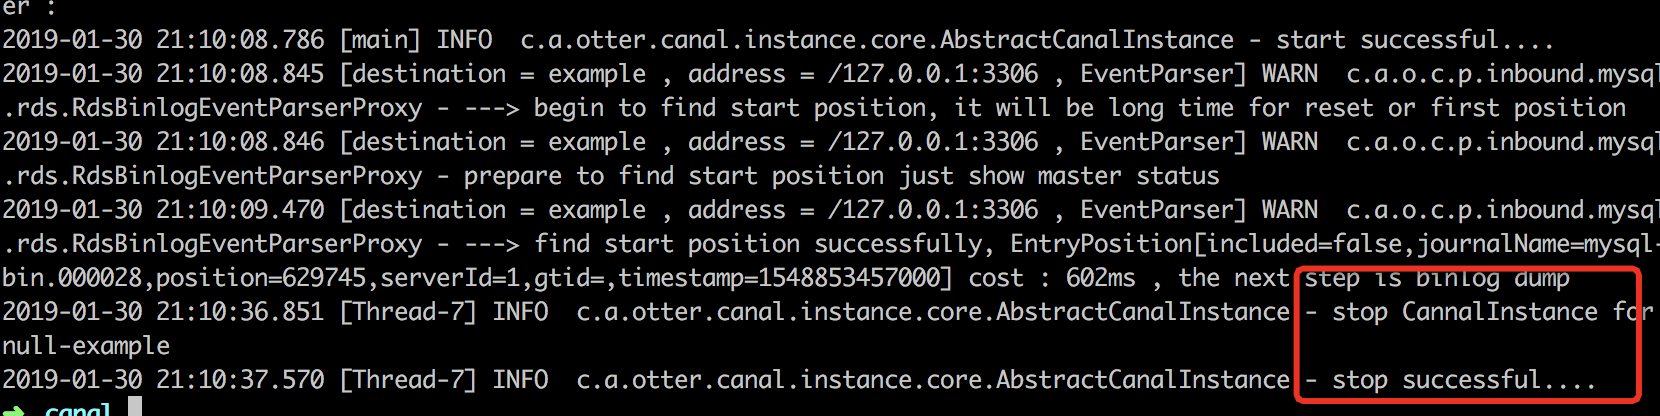 er :
2019-01-30 21:10:08.786 [main] INFO  c.a.otter.canal.instance.core.AbstractCanalInstance - start successful....
2019-01-30 21:10:08.845 [destination = example , address = /127.0.0.1:3306 , EventParser] WARN  c.a.o.c.p.inbound.mysql
.rds.RdsBinlogEventParserProxy - ---> begin to find start position, it will be long time for reset or first position
2019-01-30 21:10:08.846 [destination = example , address = /127.0.0.1:3306 , EventParser] WARN  c.a.o.c.p.inbound.mysql
.rds.RdsBinlogEventParserProxy - prepare to find start position just show master status
2019-01-30 21:10:09.470 [destination = example , address = /127.0.0.1:3306 , EventParser] WARN  c.a.o.c.p.inbound.mysql
.rds.RdsBinlogEventParserProxy - ---> find start position successfully, EntryPosition[included=false,journalName=mysql-
bin.000028,position=629745,serverId=1,gtid=,timestamp=1548853457000] cost : 602ms , the next step is binlog dump
2019-01-30 21:10:36.851 [Thread-7] INFO  c.a.otter.canal.instance.core.AbstractCanalInstance - stop CannalInstance for
null-example
2019-01-30 21:10:37.570 [Thread-7] INFO  c.a.otter.canal.instance.core.AbstractCanalInstance - stop successful....
➜ canal